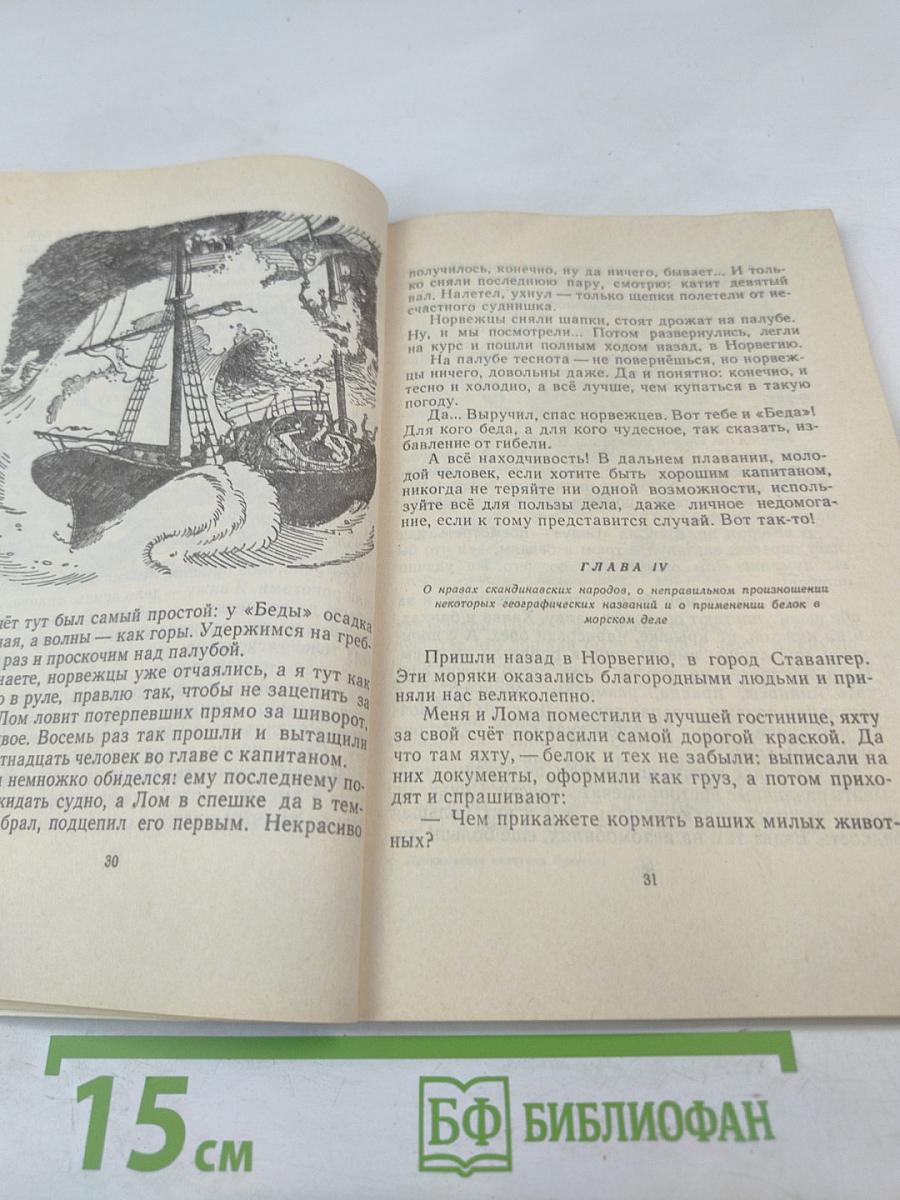 чёт тут был самый простой: у «Беды» осадка
ная, а волны — как горы. Удержимся на греб-
раз и проскочим над палубой.
наете, норвежцы уже отчаялись, а я тут как
о в руле, правлю так, чтобы не зацепить за
Лом ловит потерпевших прямо за шиворот,
вое. Восемь раз так прошли и вытащили
тнадцать человек во главе с капитаном.
н немножко обиделся: ему последнему по-
кидать судно, а Лом в спешке да в тем-
брал, подцепил его первым. Некрасиво
30
получилось, конечно, ну да ничего, бывает... И толь-
ко сняли последнюю пару, смотрю: катит девятый
вал. Налетел, ухнул — только щепки полетели от не-
счастного суднишка.
Норвежцы сняли шапки, стоят дрожат на палубе.
Ну, и мы посмотрели... Потом развернулись, легли
на курс и пошли полным ходом назад, в Норвегию.
На палубе теснота — не повернёшься, но норвеж-
цы ничего, довольны даже. Да и понятно: конечно, и
тесно и холодно, а всё лучше, чем купаться в такую
погоду.
Да... Выручил, спас норвежцев. Вот тебе и «Беда»!
Для кого беда, а для кого чудесное, так сказать, из-
бавление от гибели.
А всё находчивость! В дальнем плавании, моло-
дой человек, если хотите быть хорошим капитаном,
никогда не теряйте ни одной возможности, исполь-
зуйте всё для пользы дела, даже личное недомога-
ние, если к тому представится случай. Вот так-то!
ГЛАВА IV
О нравах скандинавских народов, о неправильном произношении
некоторых географических названий и о применении белок в
морском деле
Пришли назад в Норвегию, в город Ставангер.
Эти моряки оказались благородными людьми и при-
няли нас великолепно.
Меня и Лома поместили в лучшей гостинице, яхту
за свой счёт покрасили самой дорогой краской. Да
что там яхту, — белок и тех не забыли: выписали на
них документы, оформили как груз, а потом прихо-
дят и спрашивают:
— Чем прикажете кормить ваших милых живот-
ных?
31
15 см
БФ БИБЛИОФАН